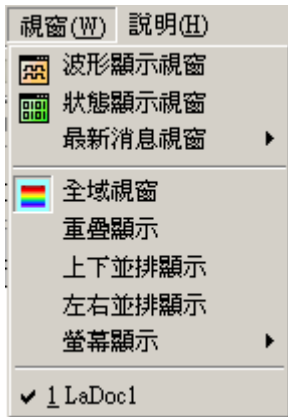 視窗(W) 說明(H)
波形顯示視窗
狀態顯示視窗
最新消息視窗
全域視窗
重疊顯示
上下並排顯示
左右並排顯示
螢幕顯示
1 LaDoc1